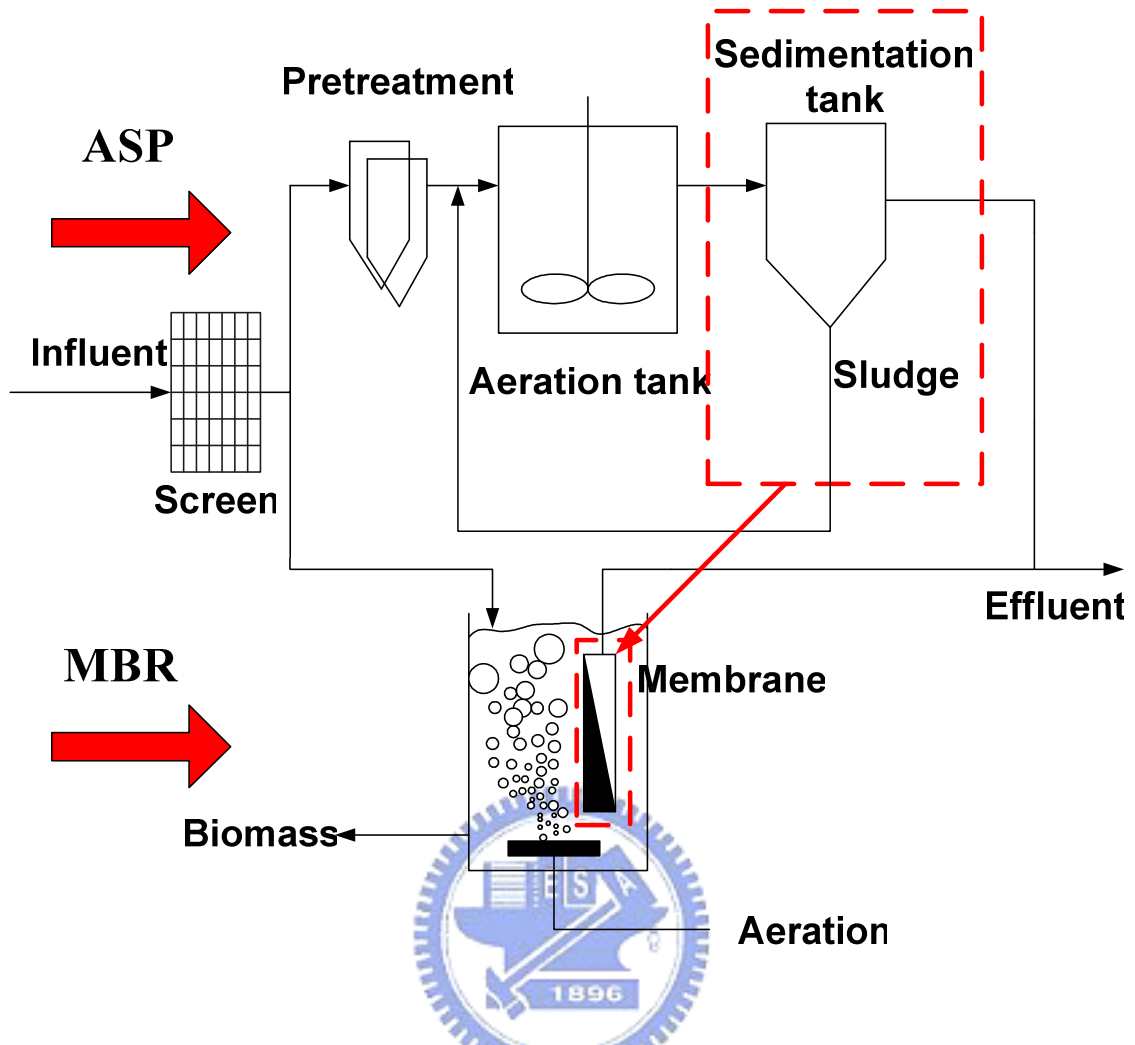 Sedimentation
tank
Pretreatment
ASP
Influent
Aeration tank
Sludge
Screen
Effluent
MBR
Membrane
Biomass
E S A
Aeration
1896